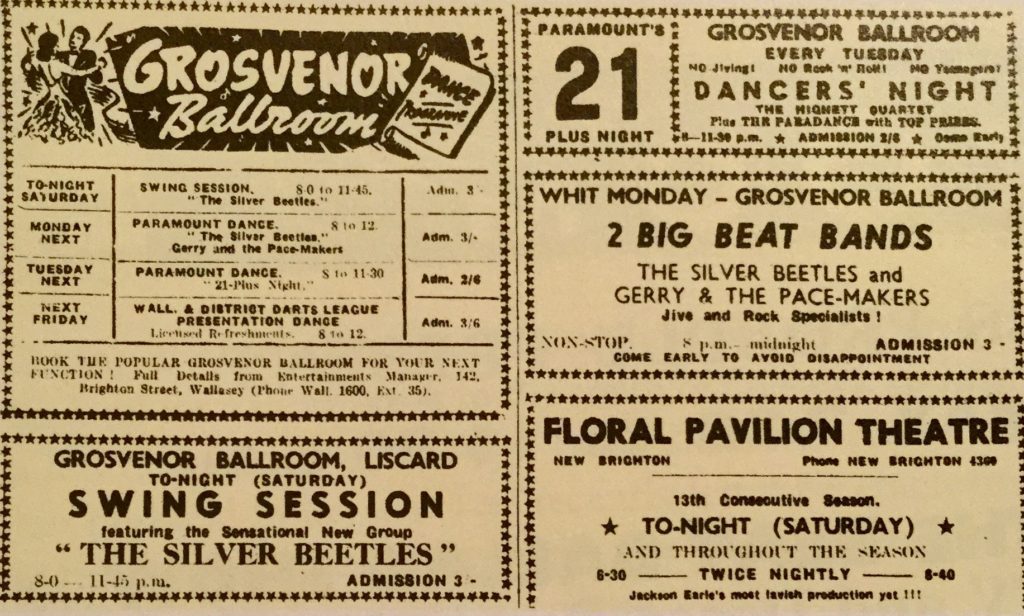 GROSVENOR
Ballroom
DANCE
TO-NIGHT SATURDAY
SWING SESSION. 8-0 to 11-45.
"The Silver Beetles." Adm. 3/-
MONDAY NEXT
PARAMOUNT DANCE. 8 to 12.
"The Silver Beetles,"
Gerry and the Pace-Makers Adm. 3/-
TUESDAY NEXT
PARAMOUNT DANCE. 8 to 11-30
"21-Plus Night." Adm. 2/6
NEXT FRIDAY
WALL. & DISTRICT DARTS LEAGUE
PRESENTATION DANCE
Licensed Refreshments. 8 to 12. Adm. 3/6
BOOK THE POPULAR GROSVENOR BALLROOM FOR YOUR NEXT
FUNCTION! Full Details from Entertainments Manager, 142,
Brighton Street, Wallasey (Phone Wall. 1600, Ext. 35).
GROSVENOR BALLROOM, LISCARD
TO-NIGHT (SATURDAY)
SWING SESSION
featuring the Sensational New Group
"THE SILVER BEETLES"
8-0 — 11-45 p.m. ADMISSION 3/-
PARAMOUNT'S
21
PLUS NIGHT
GROSVENOR BALLROOM
EVERY TUESDAY
NO Jiving! NO Rock 'n' Roll! NO Teenagers!
DANCERS' NIGHT
THE HIGNETT QUARTET
Plus THE PARADANCE with TOP PRIZES.
8—11-30 p.m. ★ ADMISSION 2/6 ★ Come Early
WHIT MONDAY – GROSVENOR BALLROOM
2 BIG BEAT BANDS
THE SILVER BEETLES and
GERRY & THE PACE-MAKERS
Jive and Rock Specialists!
NON-STOP. 8 p.m.- midnight ADMISSION 3/-
COME EARLY TO AVOID DISAPPOINTMENT
FLORAL PAVILION THEATRE
NEW BRIGHTON Phone NEW BRIGHTON 4360
13th Consecutive Season.
★ TO-NIGHT (SATURDAY) ★
AND THROUGHOUT THE SEASON
6-30 —— TWICE NIGHTLY —— 8-40
Jackson Earle's most lavish production yet !!!